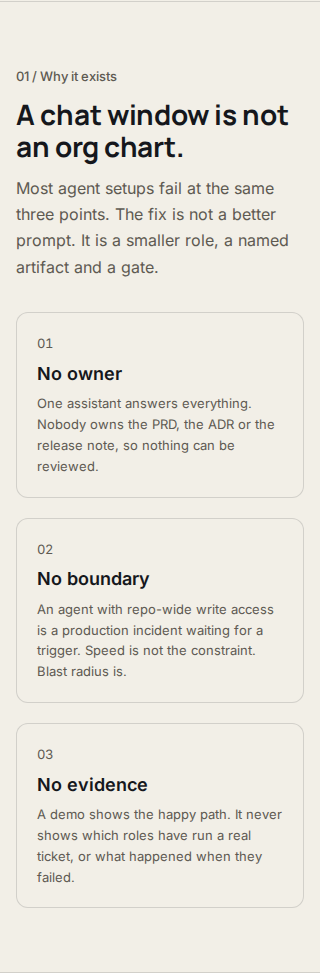 01 / Why it exists
A chat window is not
an org chart.
Most agent setups fail at the same
three points. The fix is not a better
prompt. It is a smaller role, a named
artifact and a gate.
01
No owner
One assistant answers everything.
Nobody owns the PRD, the ADR or the
release note, so nothing can be
reviewed.
02
No boundary
An agent with repo-wide write access
is a production incident waiting for a
trigger. Speed is not the constraint.
Blast radius is.
03
No evidence
A demo shows the happy path. It never
shows which roles have run a real
ticket, or what happened when they
failed.